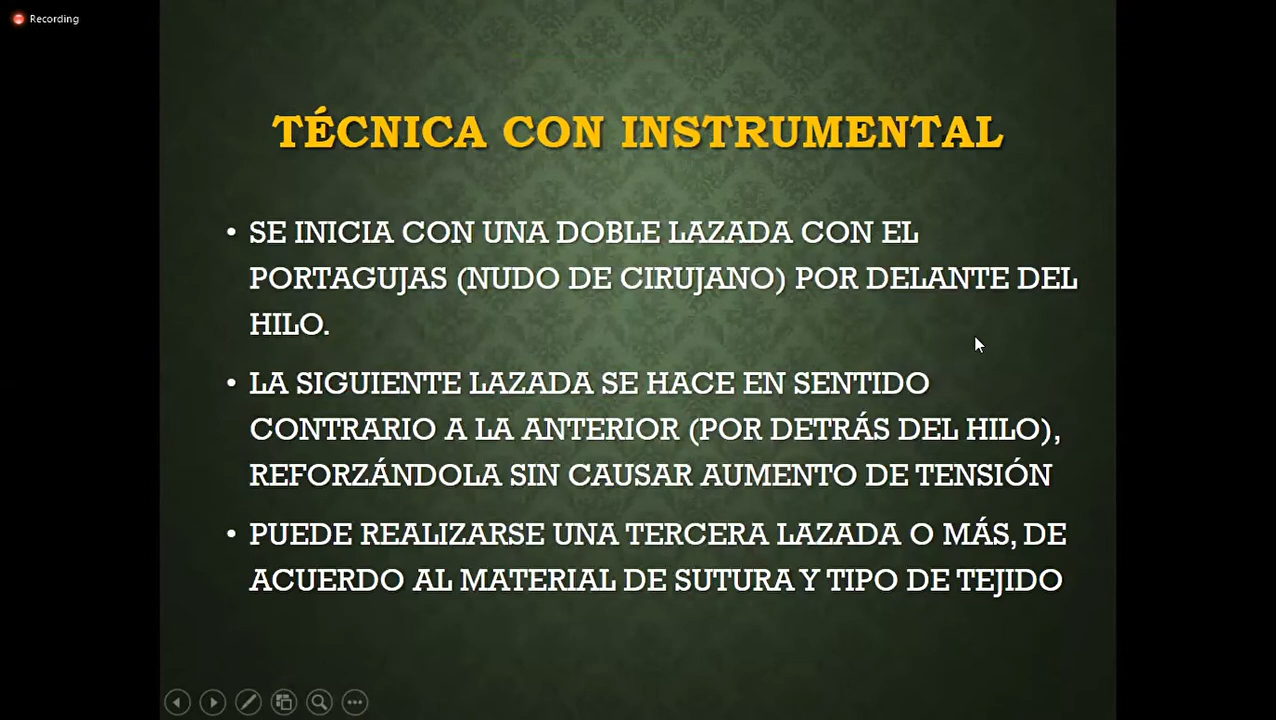 Recording
TÉCNICA CON INSTRUMENTAL
• SE INICIA CON UNA DOBLE LAZADA CON EL
PORTAGUJAS (NUDO DE CIRUJANO) POR DELANTE DEL
HILO.
• LA SIGUIENTE LAZADA SE HACE EN SENTIDO
CONTRARIO A LA ANTERIOR (POR DETRÁS DEL HILO),
REFORZÁNDOLA SIN CAUSAR AUMENTO DE TENSIÓN
• PUEDE REALIZARSE UNA TERCERA LAZADA O MÁS, DE
ACUERDO AL MATERIAL DE SUTURA Y TIPO DE TEJIDO